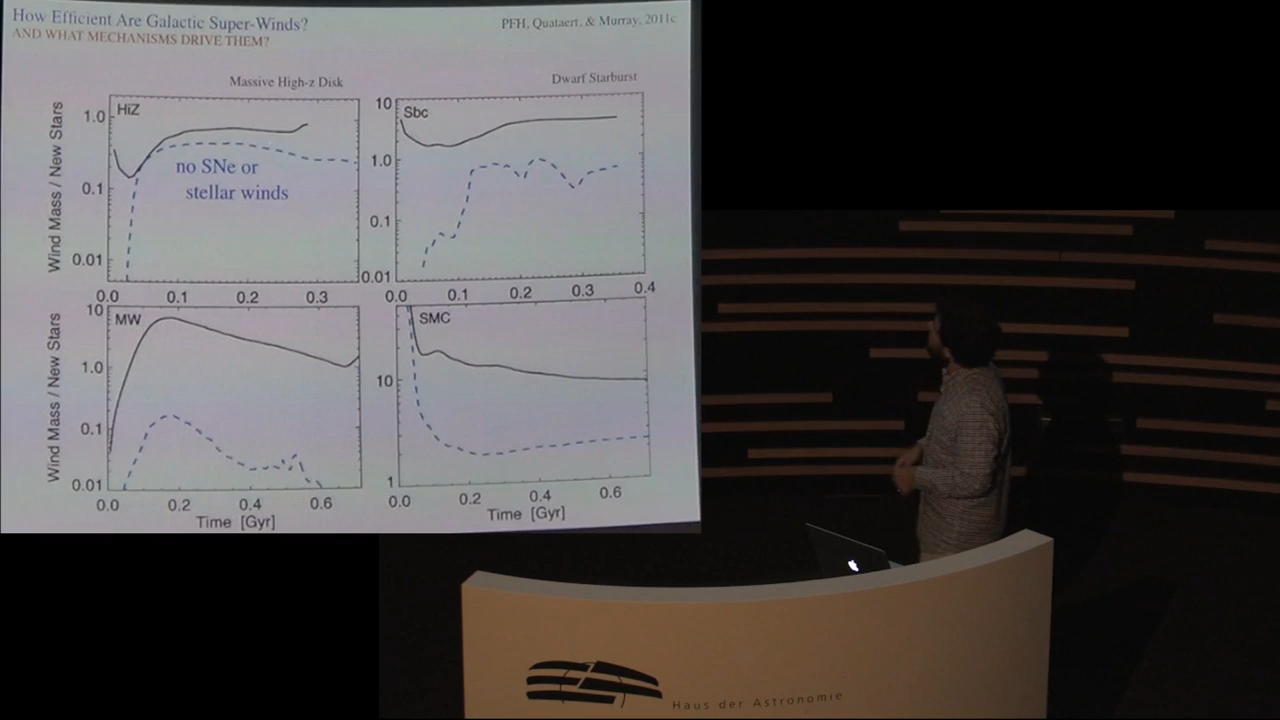 How Efficient Are Galactic Super-Winds?
PFH, Quataert, & Murray, 2011c
AND WHAT MECHANISMS DRIVE THEM?
Massive High-z Disk
Dwarf Starburst
Wind Mass / New Stars
1.0
0.1
0.01
HiZ
no SNe or
stellar winds
0.0 0.1 0.2 0.3
10
1.0
0.1
0.01
Sbc
0.0 0.1 0.2 0.3 0.4
Wind Mass / New Stars
10
1.0
0.1
0.01
MW
0.0 0.2 0.4 0.6
Time [Gyr]
10
1
SMC
0.0 0.2 0.4 0.6
Time [Gyr]
Haus der Astronomie